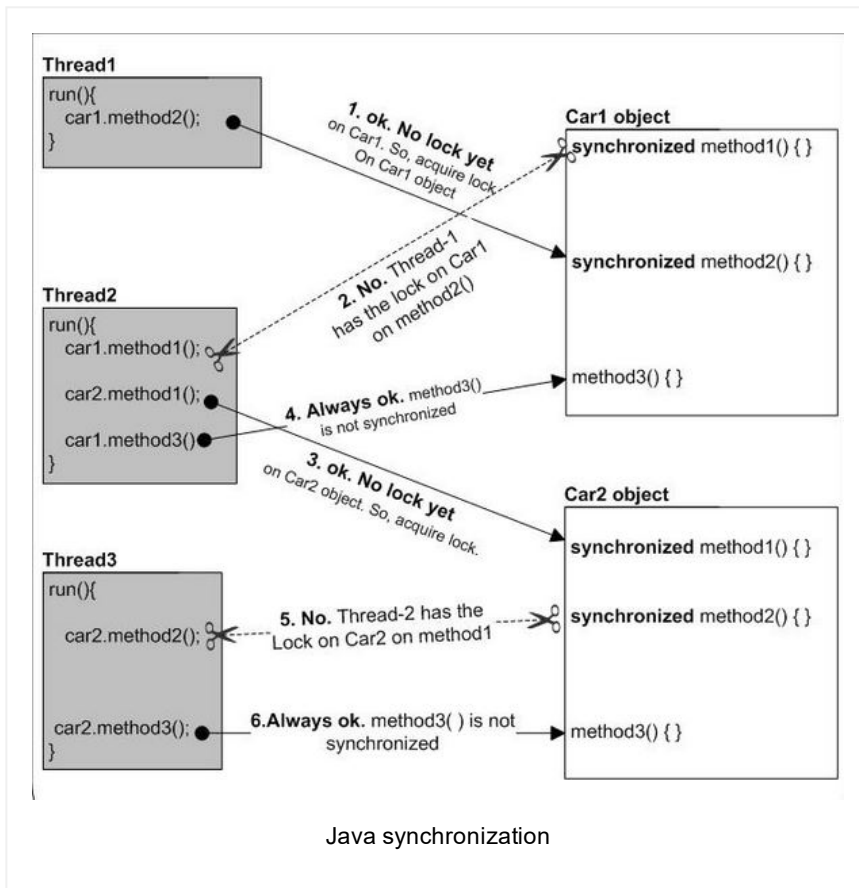 Thread1
run(){
car1.method2();
}
1. ok. No lock yet
on Car1. So, acquire lock
On Car1 object
Car1 object
synchronized method1() { }
synchronized method2() { }
method3() { }
2. No. Thread-1
has the lock on Car1
on method2()
Thread2
run(){
car1.method1();
car2.method1();
car1.method3()
}
4. Always ok. method3()
is not synchronized
3. ok. No lock yet
on Car2 object. So, acquire lock.
Car2 object
synchronized method1() { }
synchronized method2() { }
method3() { }
Thread3
run(){
car2.method2();
car2.method3();
}
5. No. Thread-2 has the
Lock on Car2 on method1
6.Always ok. method3( ) is not
synchronized
Java synchronization